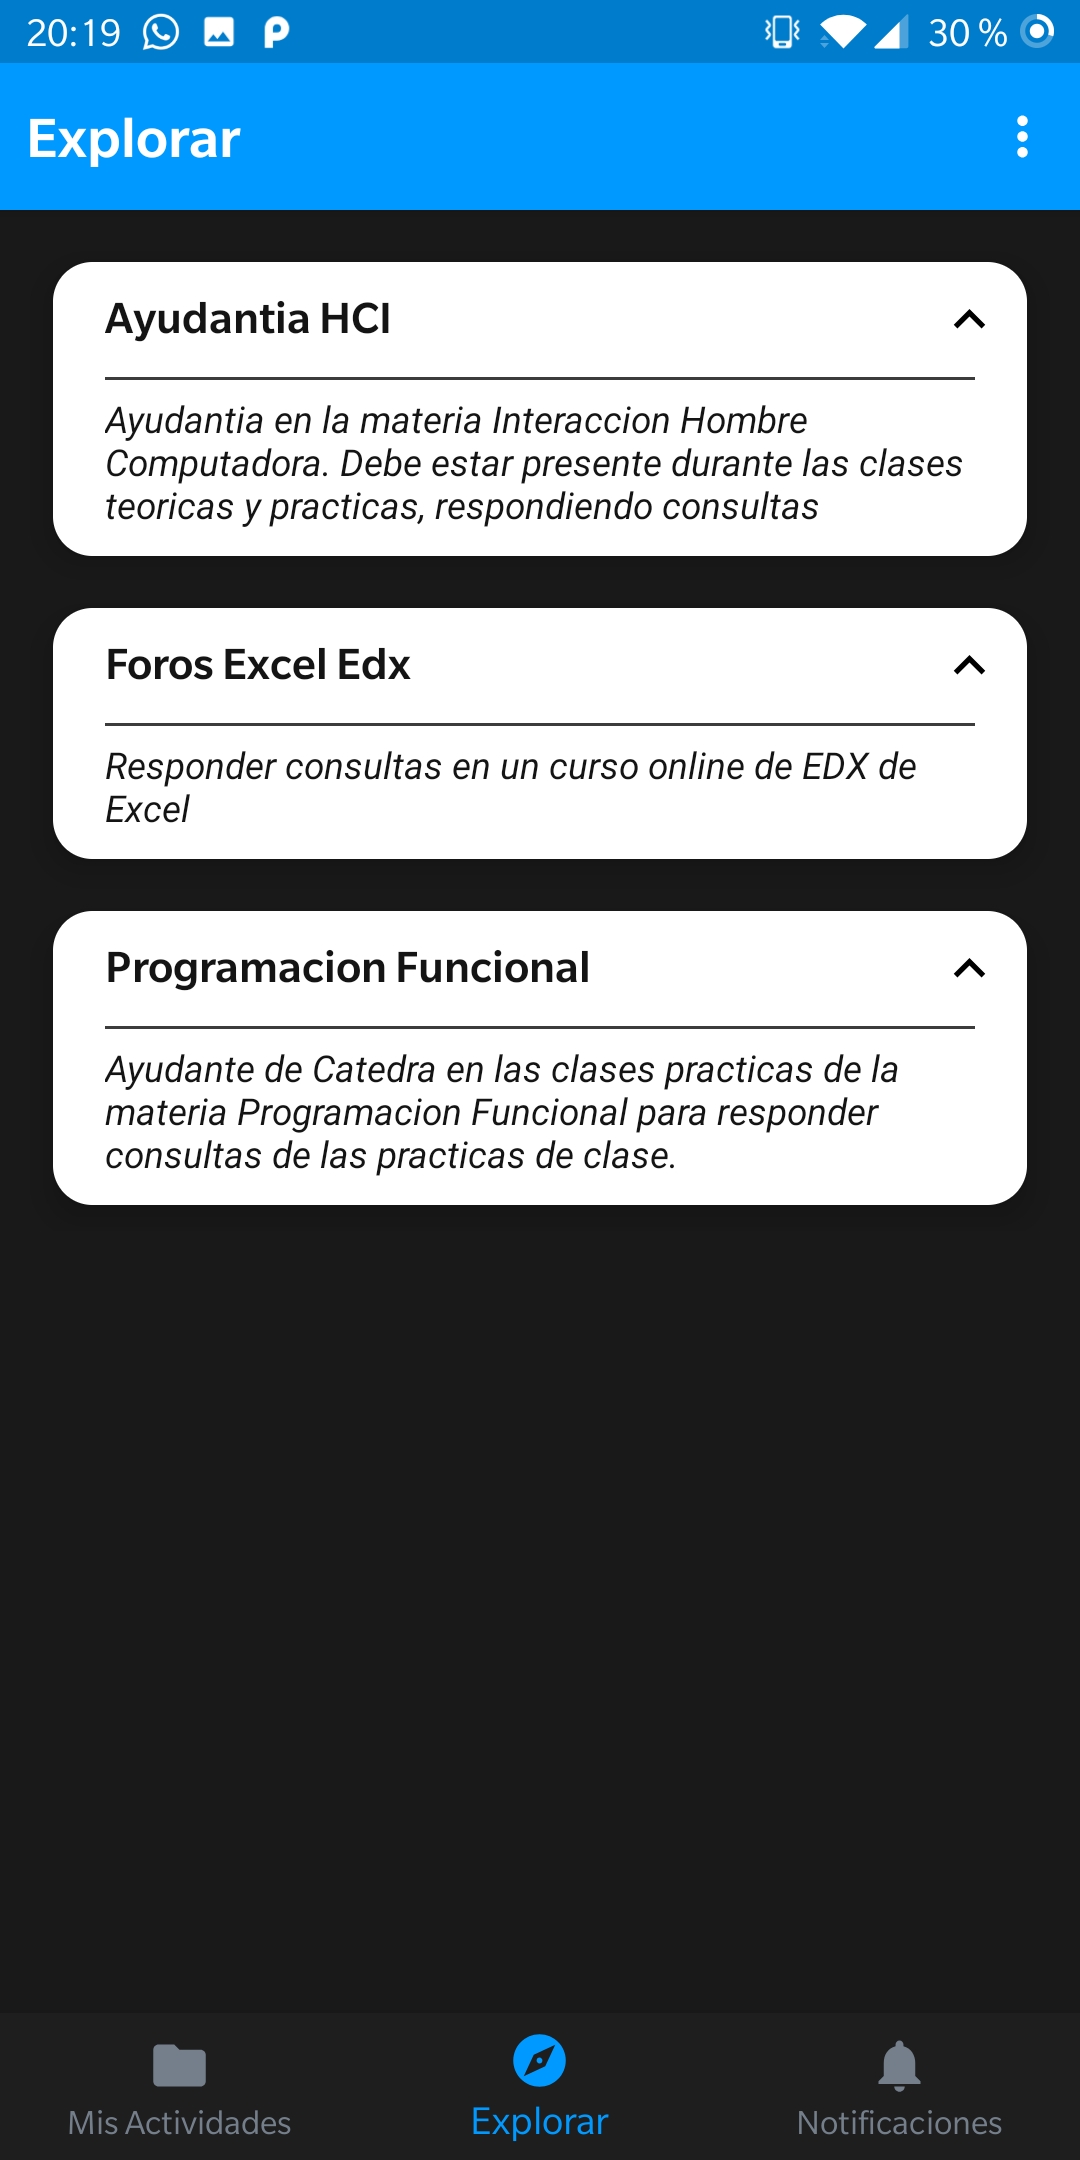 20:19 30 %
Explorar
Ayudantia HCI
Ayudantia en la materia Interaccion Hombre
Computadora. Debe estar presente durante las clases
teoricas y practicas, respondiendo consultas
Foros Excel Edx
Responder consultas en un curso online de EDX de
Excel
Programacion Funcional
Ayudante de Catedra en las clases practicas de la
materia Programacion Funcional para responder
consultas de las practicas de clase.
Mis Actividades Explorar Notificaciones